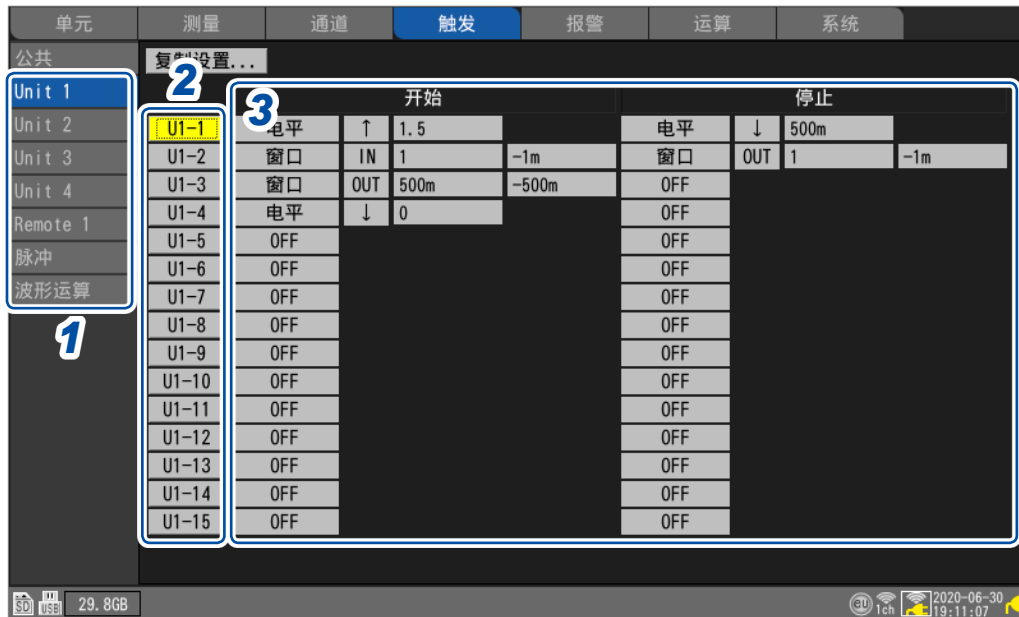 单元 测量 通道 触发 报警 运算 系统
公共 复制设置...
2
Unit 1 3 开始 停止
Unit 2 U1-1 电平 ↑ 1.5 电平 ↓ 500m
Unit 3 U1-2 窗口 IN 1 -1m 窗口 OUT 1 -1m
Unit 4 U1-3 窗口 OUT 500m -500m OFF
Remote 1 U1-4 电平 ↓ 0 OFF
脉冲 U1-5 OFF OFF
波形运算 U1-6 OFF OFF
U1-7 OFF OFF
1 U1-8 OFF OFF
U1-9 OFF OFF
U1-10 OFF OFF
U1-11 OFF OFF
U1-12 OFF OFF
U1-13 OFF OFF
U1-14 OFF OFF
U1-15 OFF OFF
SD USB 29.8GB eu 1ch 2020-06-30
19:11:07